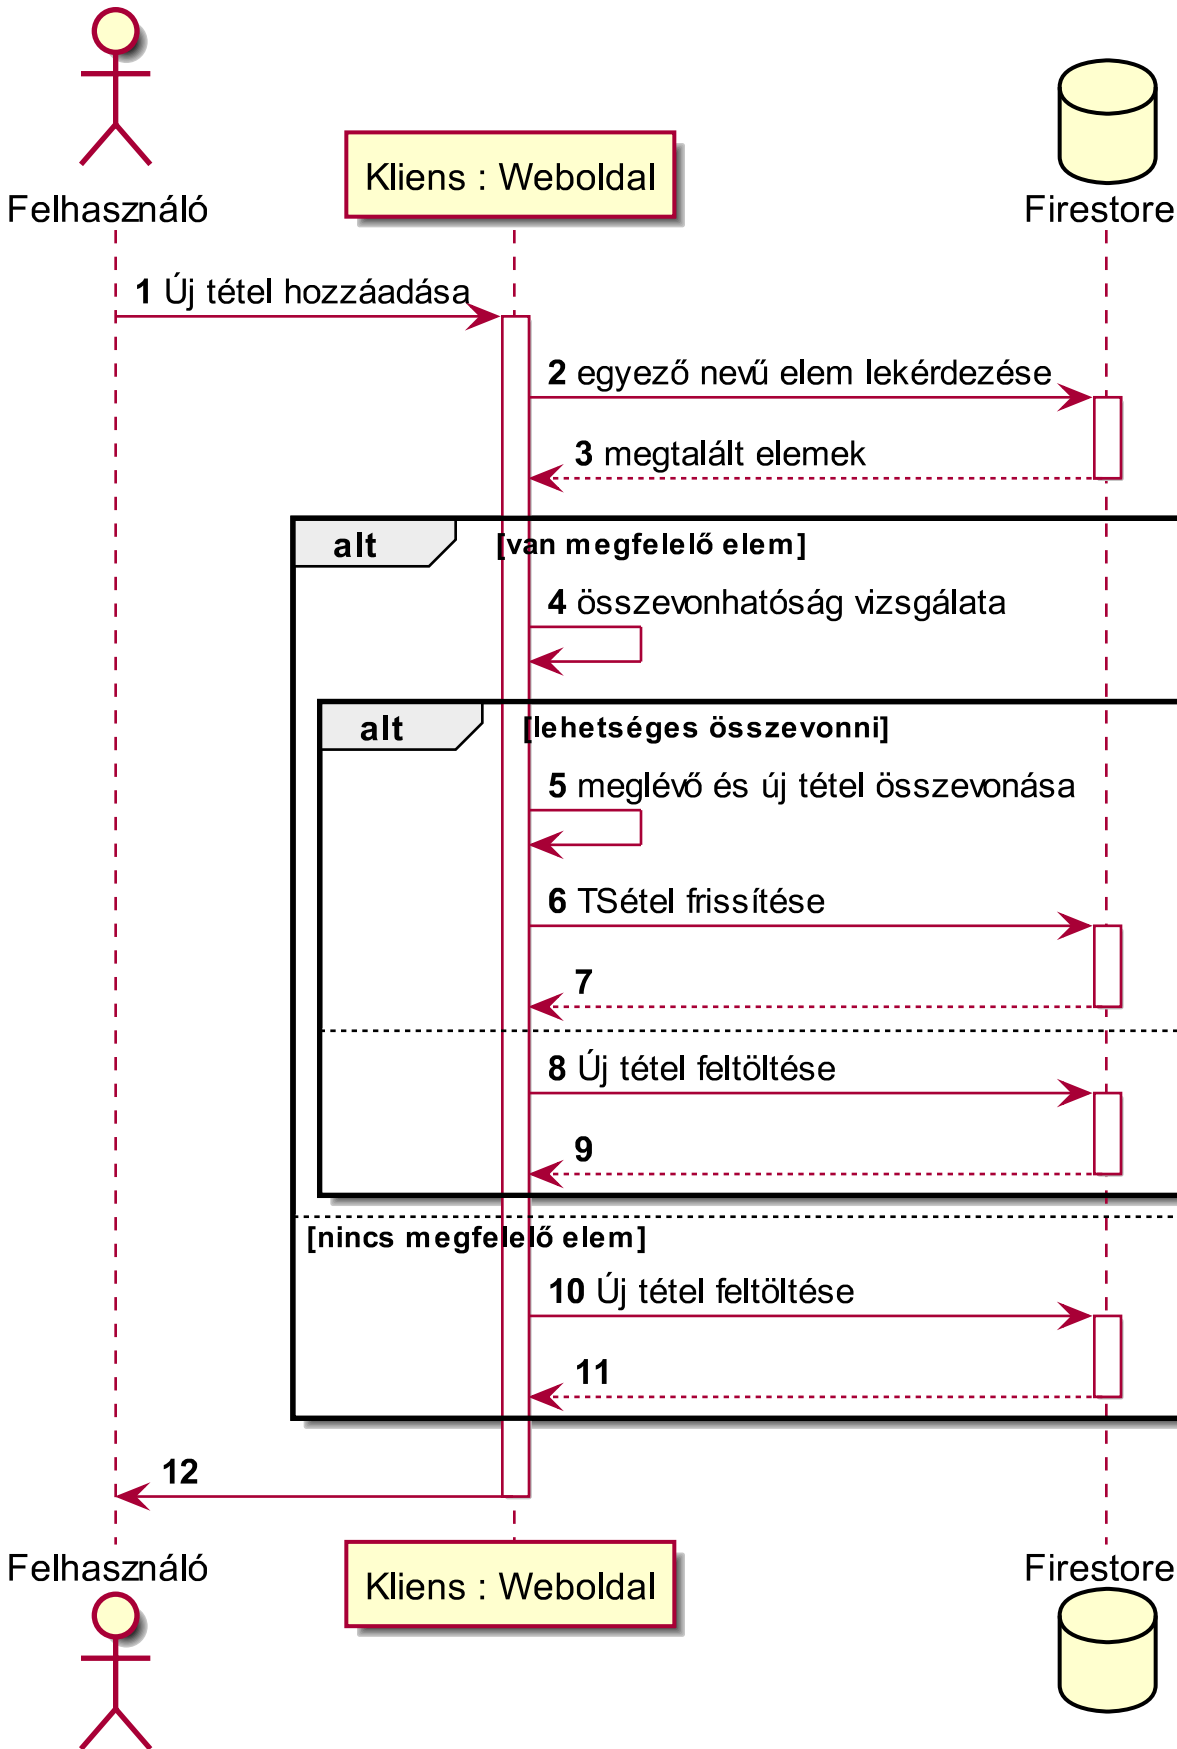 Felhasználó
Kliens : Weboldal
Firestore
1 Új tétel hozzáadása
2 egyező nevű elem lekérdezése
3 megtalált elemek
alt [van megfelelő elem]
4 összevonhatóság vizsgálata
alt [lehetséges összevonni]
5 meglévő és új tétel összevonása
6 TSétel frissítése
7
8 Új tétel feltöltése
9
[nincs megfelelő elem]
10 Új tétel feltöltése
11
12
Felhasználó
Kliens : Weboldal
Firestore